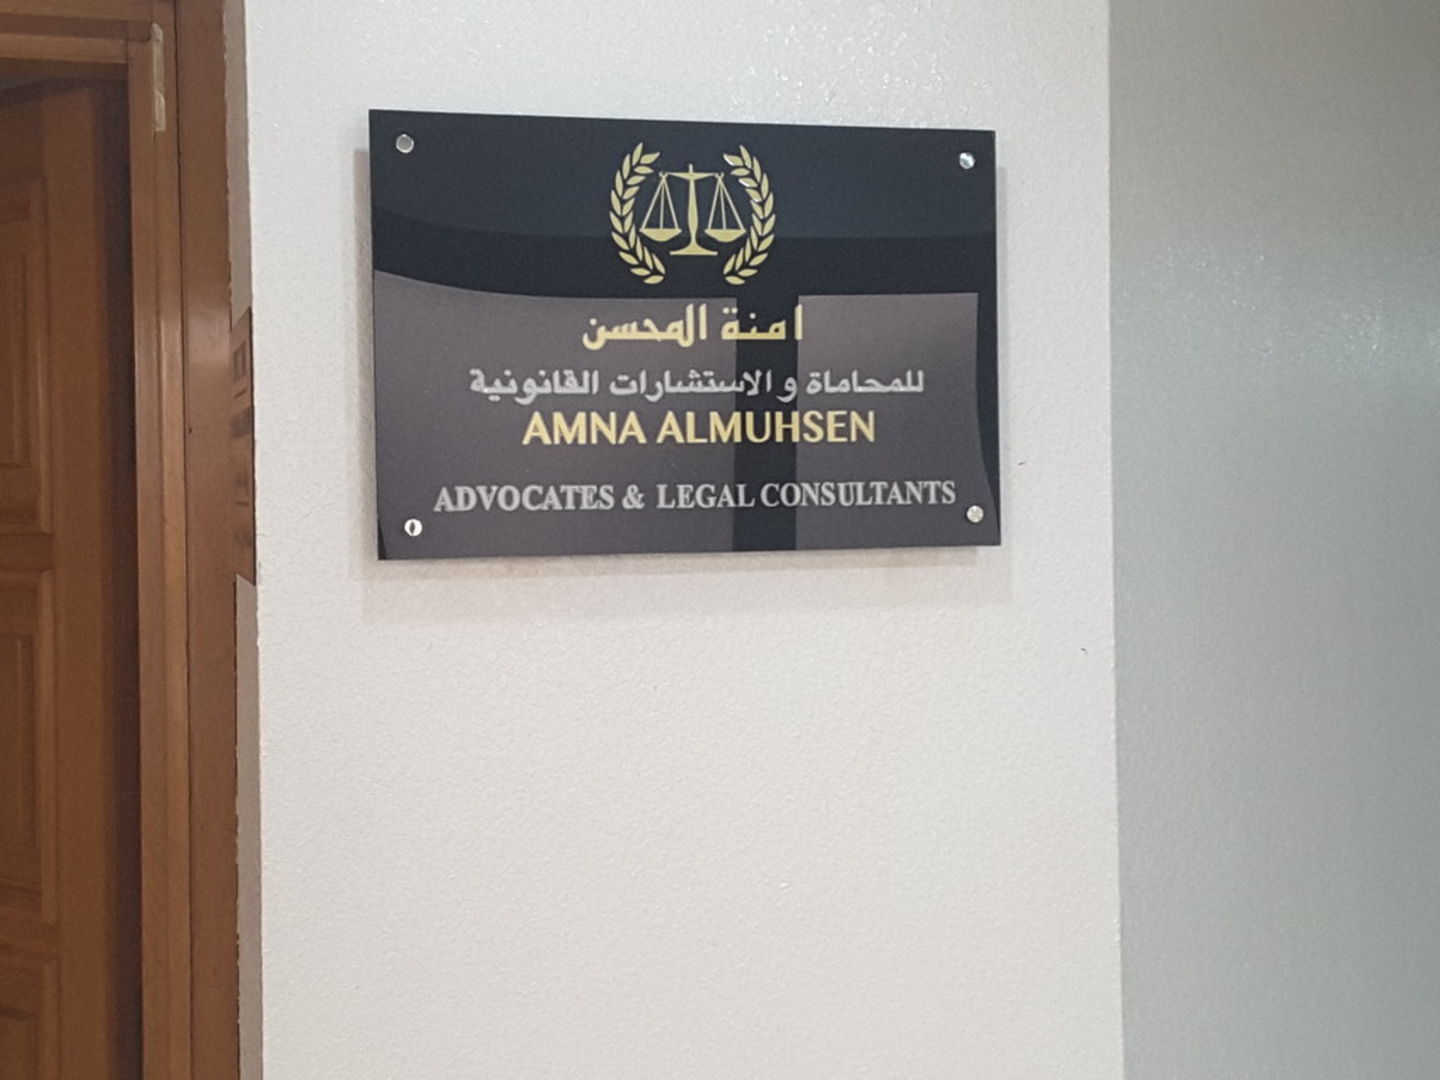 امنة المحسن
للمحاماة و الاستشارات القانونية
AMNA ALMUHSEN
ADVOCATES & LEGAL CONSULTANTS